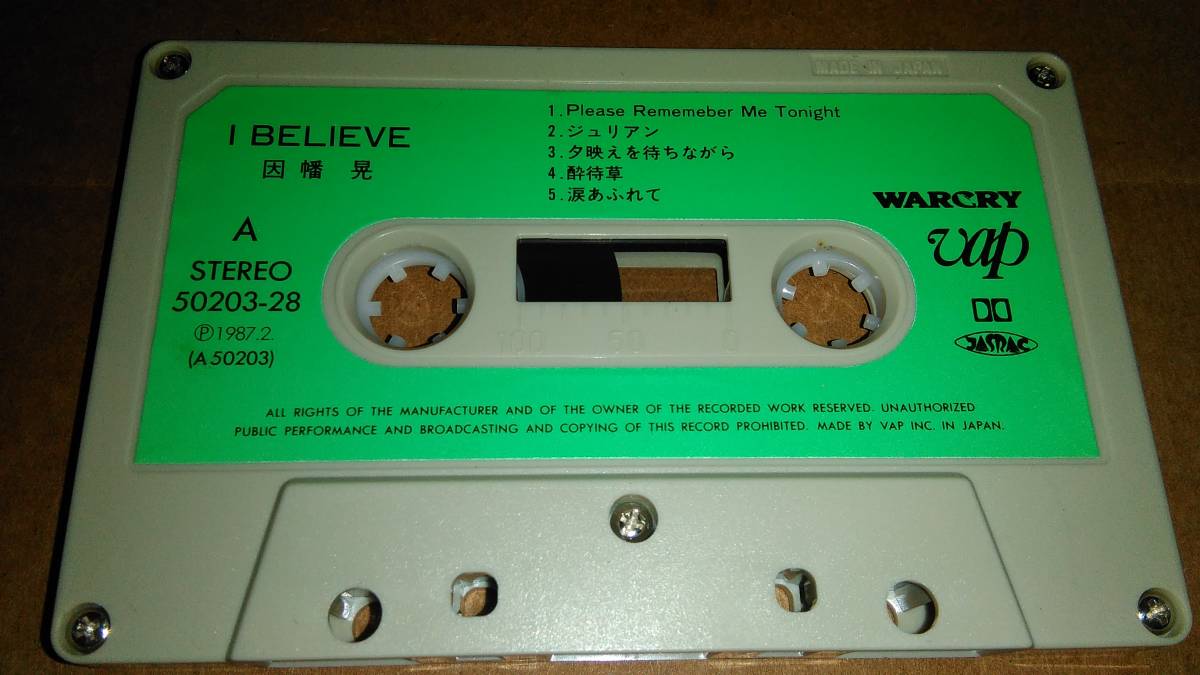 MADE IN JAPAN
I BELIEVE
因幡 晃
1.Please Rememeber Me Tonight
2.ジュリアン
3.夕映えを待ちながら
4.酔待草
5.涙あふれて
A
STEREO
50203-28
Ⓟ1987.2.
(A50203)
WARCRY
vap
JASRAC
100 50 0
ALL RIGHTS OF THE MANUFACTURER AND OF THE OWNER OF THE RECORDED WORK RESERVED. UNAUTHORIZED
PUBLIC PERFORMANCE AND BROADCASTING AND COPYING OF THIS RECORD PROHIBITED. MADE BY VAP INC. IN JAPAN.